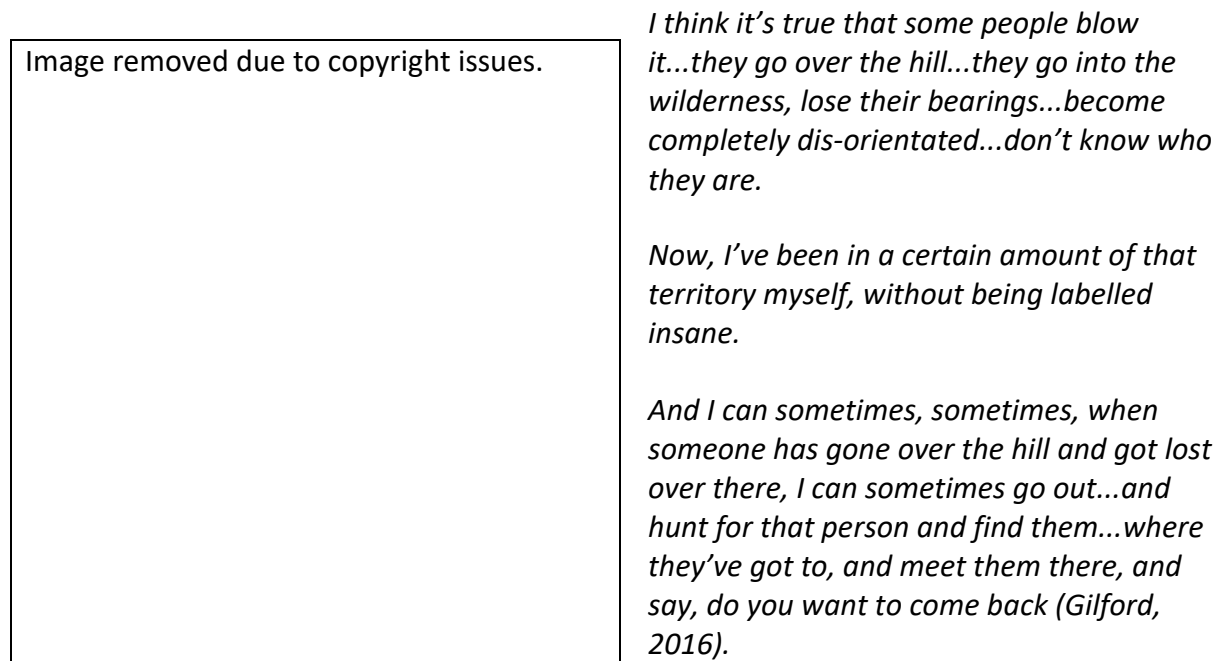 Image removed due to copyright issues.
I think it’s true that some people blow
it...they go over the hill...they go into the
wilderness, lose their bearings...become
completely dis-orientated...don’t know who
they are.
Now, I’ve been in a certain amount of that
territory myself, without being labelled
insane.
And I can sometimes, sometimes, when
someone has gone over the hill and got lost
over there, I can sometimes go out...and
hunt for that person and find them...where
they’ve got to, and meet them there, and
say, do you want to come back (Gilford,
2016).